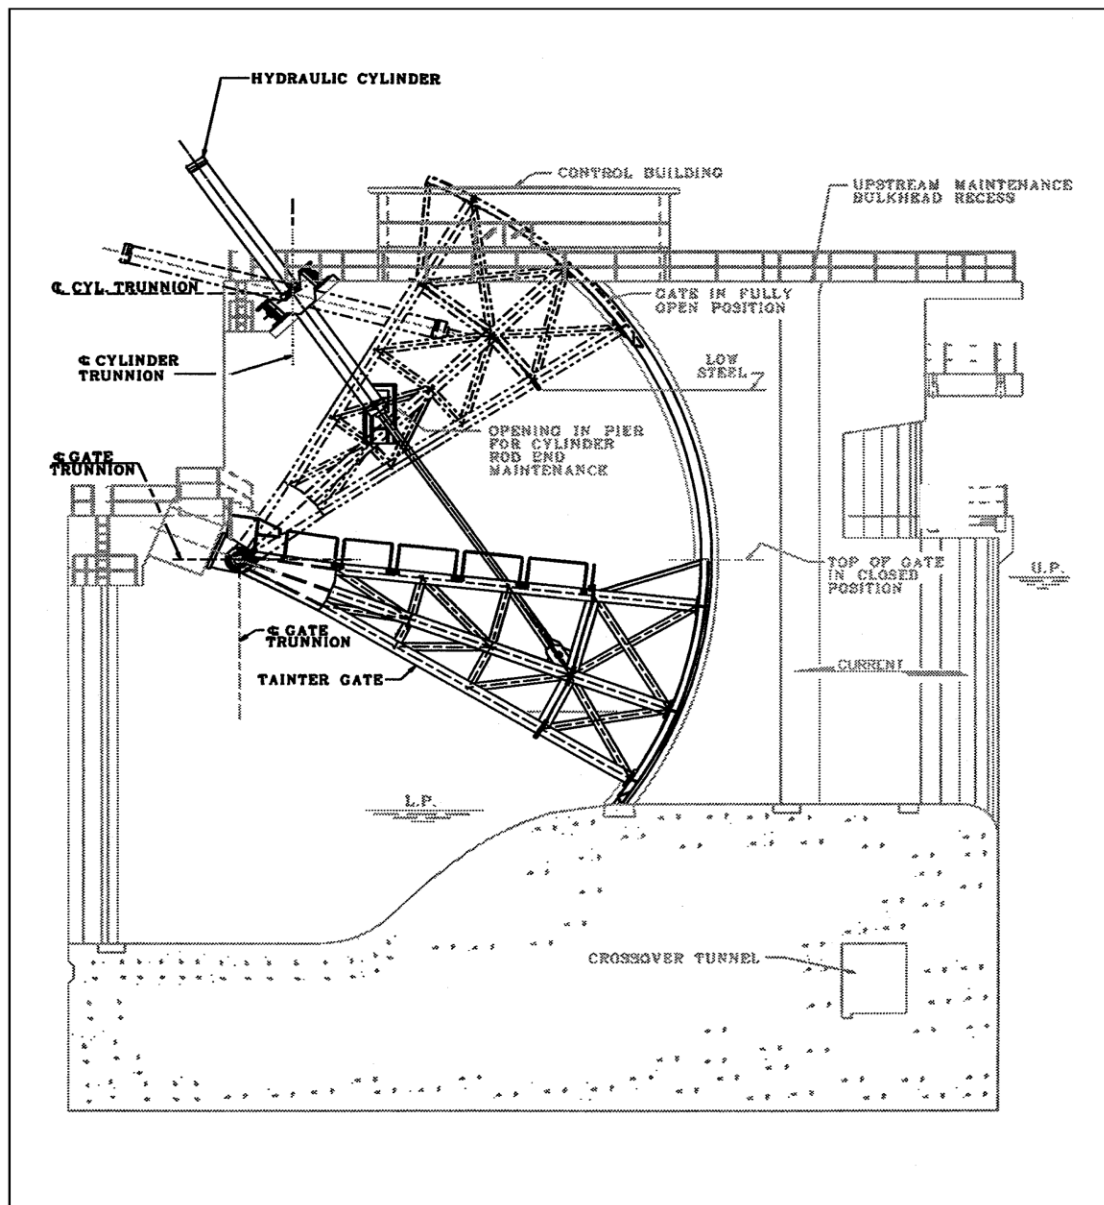 HYDRAULIC CYLINDER
CONTROL BUILDING
UPSTREAM MAINTENANCE
BULKHEAD RECESS
℄ CYL. TRUNNION
GATE IN FULLY
OPEN POSITION
℄ CYLINDER
TRUNNION
LOW
STEEL
OPENING IN PIER
FOR CYLINDER
ROD END
MAINTENANCE
℄ GATE
TRUNNION
TOP OF GATE
IN CLOSED
POSITION
U.P.
℄ GATE
TRUNNION
TAINTER GATE
CURRENT
L.P.
CROSSOVER TUNNEL